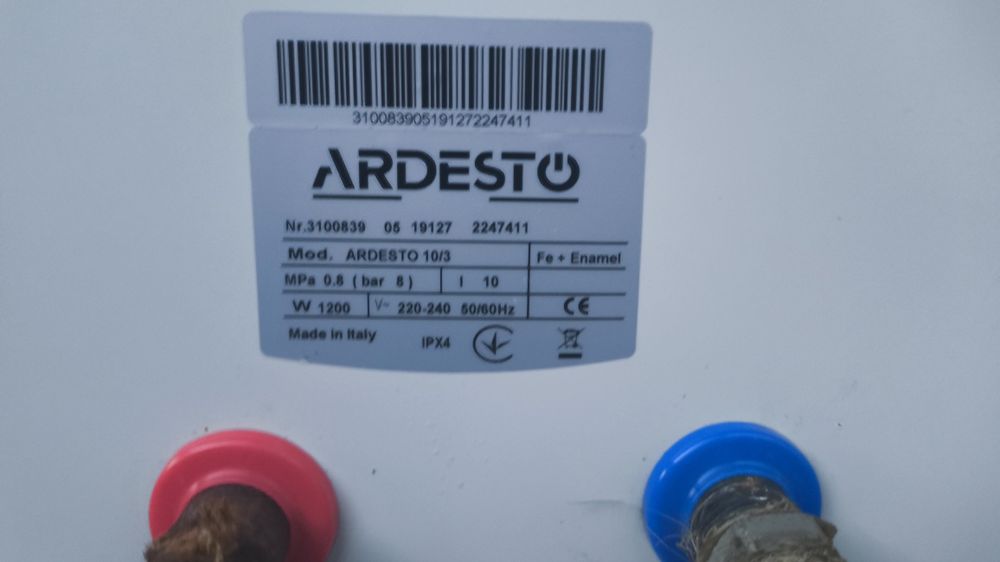 310083905191272247411
ARDESTO
Nr.3100839 05 19127 2247411
Mod. ARDESTO 10/3 Fe + Enamel
MPa 0.8 ( bar 8 ) l 10
W 1200 V~ 220-240 50/60Hz CE
Made in Italy IPX4